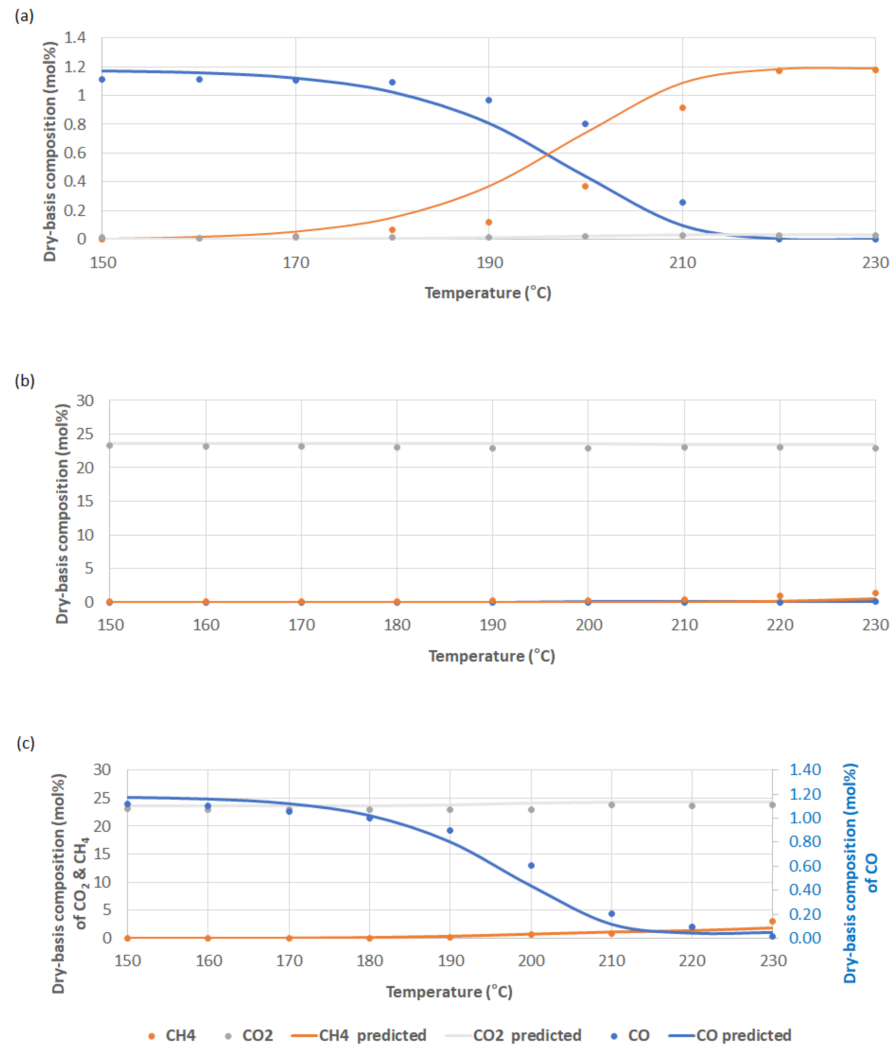 (a)
1.4
1.2
1
0.8
0.6
0.4
0.2
0
Dry-basis composition (mol%)
150 170 190 210 230
Temperature (°C)
(b)
30
25
20
15
10
5
0
Dry-basis composition (mol%)
150 160 170 180 190 200 210 220 230
Temperature (°C)
(c)
30
25
20
15
10
5
0
Dry-basis composition (mol%)
of CO2 & CH4
1.40
1.20
1.00
0.80
0.60
0.40
0.20
0.00
Dry-basis composition (mol%)
of CO
150 160 170 180 190 200 210 220 230
Temperature (°C)
CH4 CO2 CH4 predicted CO2 predicted CO CO predicted